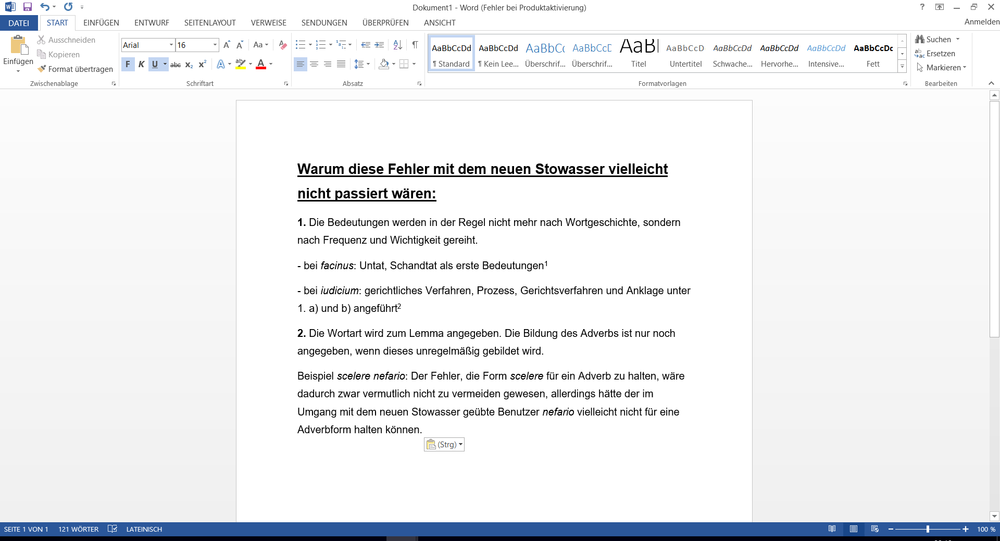 Dokument1 - Word (Fehler bei Produktaktivierung)
DATEI START EINFÜGEN ENTWURF SEITENLAYOUT VERWEISE SENDUNGEN ÜBERPRÜFEN ANSICHT Anmelden
Einfügen
Ausschneiden
Kopieren
Format übertragen
Zwischenablage
Arial 16
F K U abc x₂ x²
Schriftart
Absatz
AaBbCcDd AaBbCcDd AaBbC( AaBbCcD AaB AaBbCcD AaBbCcDd AaBbCcDd AaBbCcDd AaBbCcDc
¶ Standard ¶ Kein Lee... Überschrif... Überschrif... Titel Untertitel Schwache... Hervorhe... Intensive... Fett
Formatvorlagen
Suchen
Ersetzen
Markieren
Bearbeiten
Warum diese Fehler mit dem neuen Stowasser vielleicht
nicht passiert wären:
1. Die Bedeutungen werden in der Regel nicht mehr nach Wortgeschichte, sondern
nach Frequenz und Wichtigkeit gereiht.
- bei facinus: Untat, Schandtat als erste Bedeutungen¹
- bei iudicium: gerichtliches Verfahren, Prozess, Gerichtsverfahren und Anklage unter
1. a) und b) angeführt²
2. Die Wortart wird zum Lemma angegeben. Die Bildung des Adverbs ist nur noch
angegeben, wenn dieses unregelmäßig gebildet wird.
Beispiel scelere nefario: Der Fehler, die Form scelere für ein Adverb zu halten, wäre
dadurch zwar vermutlich nicht zu vermeiden gewesen, allerdings hätte der im
Umgang mit dem neuen Stowasser geübte Benutzer nefario vielleicht nicht für eine
Adverbform halten können.
(Strg)
SEITE 1 VON 1 121 WÖRTER LATEINISCH 100 %